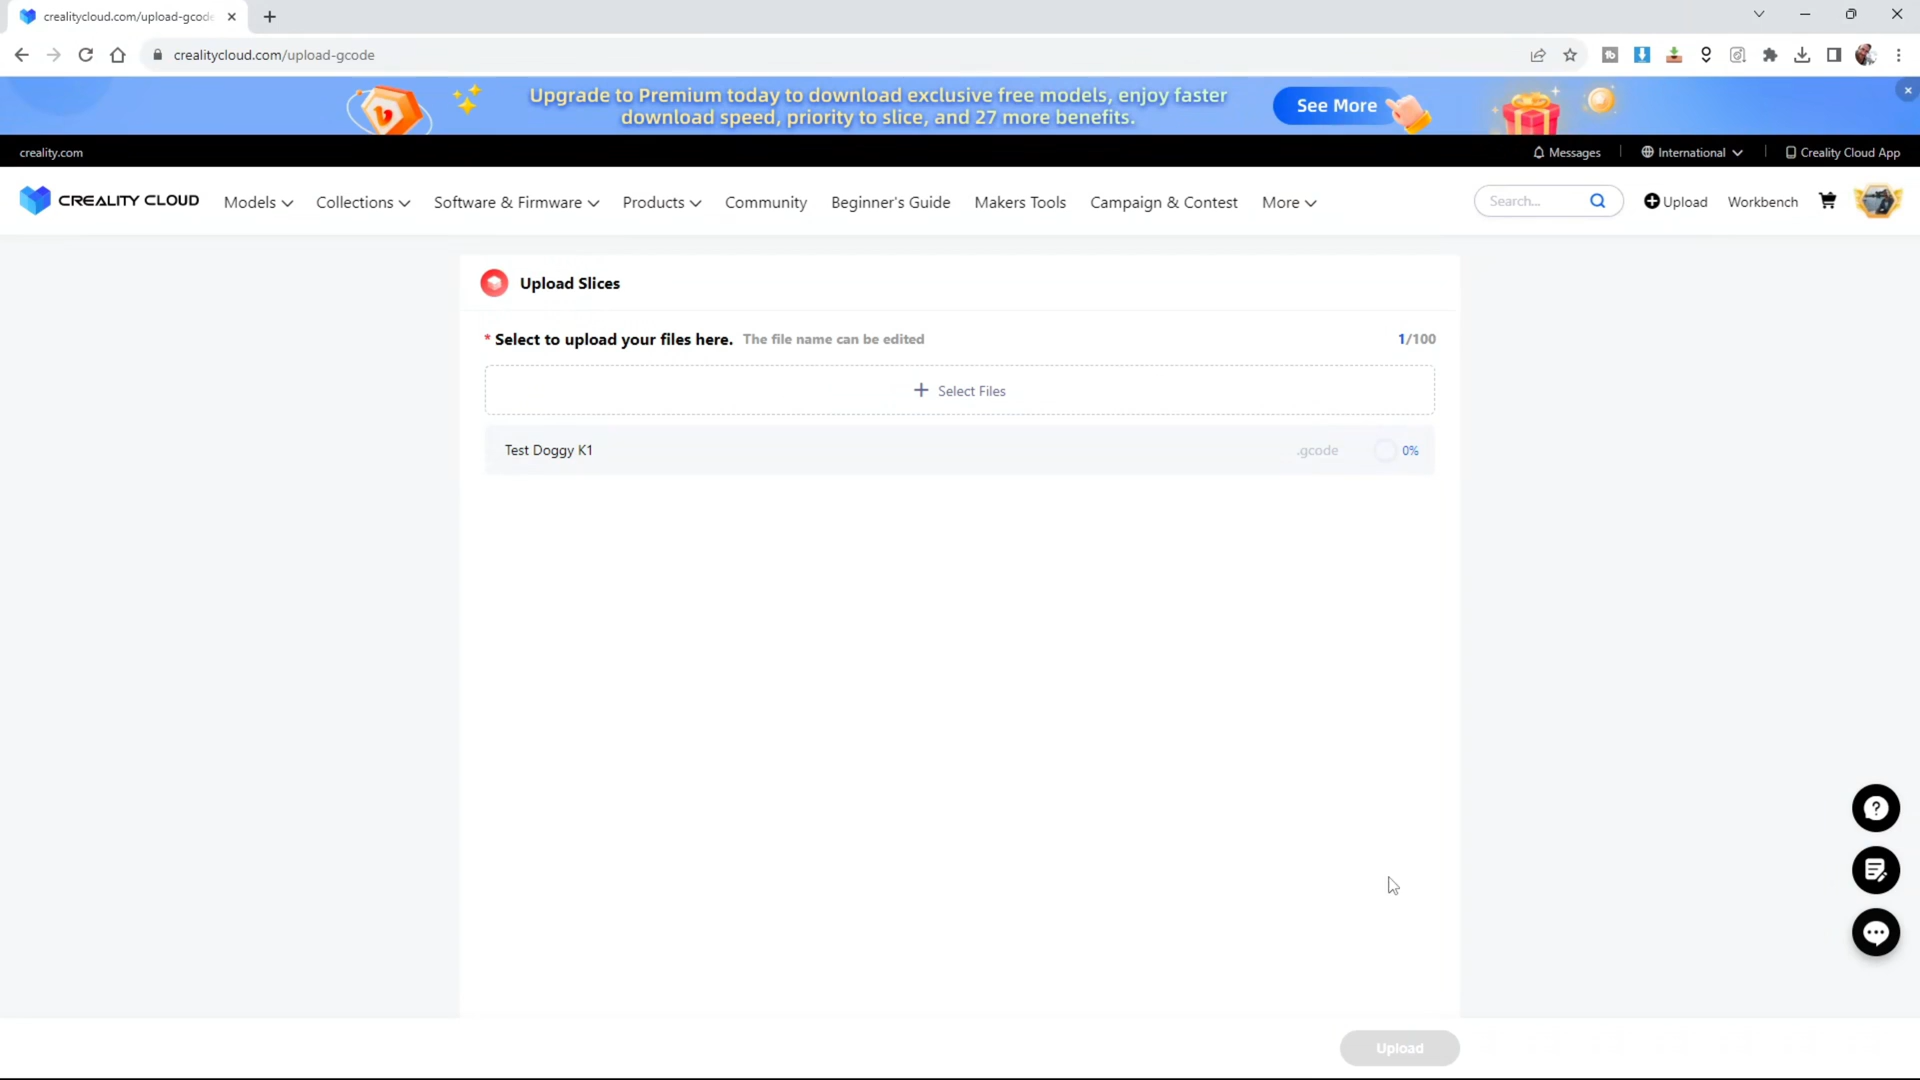 crealitycloud.com/upload-gcode
crealitycloud.com/upload-gcode
Upgrade to Premium today to download exclusive free models, enjoy faster
download speed, priority to slice, and 27 more benefits.
See More
creality.com
Messages
International
Creality Cloud App
CREALITY CLOUD
Models
Collections
Software & Firmware
Products
Community
Beginner's Guide
Makers Tools
Campaign & Contest
More
Search...
Upload
Workbench
Upload Slices
* Select to upload your files here. The file name can be edited
1/100
+ Select Files
Test Doggy K1
.gcode
0%
Upload